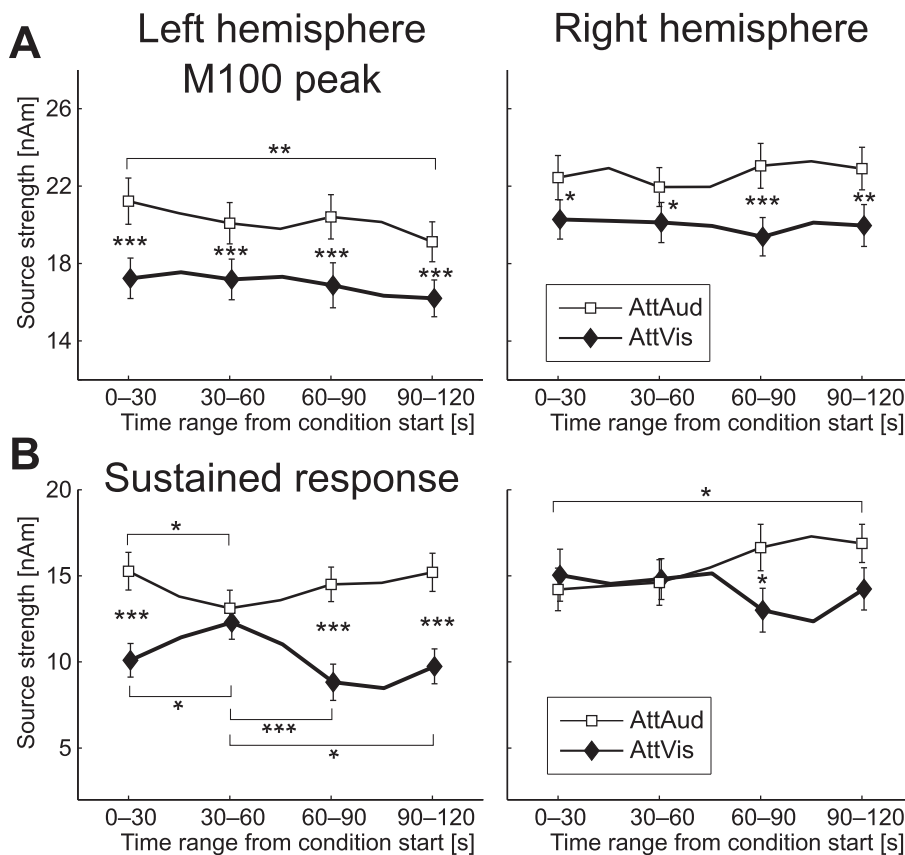 A
Left hemisphere
M100 peak
Right hemisphere
Source strength [nAm]
26
22
18
14
**
*** *** *** ***
* * *** **
AttAud
AttVis
0–30 30–60 60–90 90–120
Time range from condition start [s]
0–30 30–60 60–90 90–120
Time range from condition start [s]
B
Sustained response
Source strength [nAm]
20
15
10
5
*
*** *** ***
*
***
*
*
*
AttAud
AttVis
0–30 30–60 60–90 90–120
Time range from condition start [s]
0–30 30–60 60–90 90–120
Time range from condition start [s]